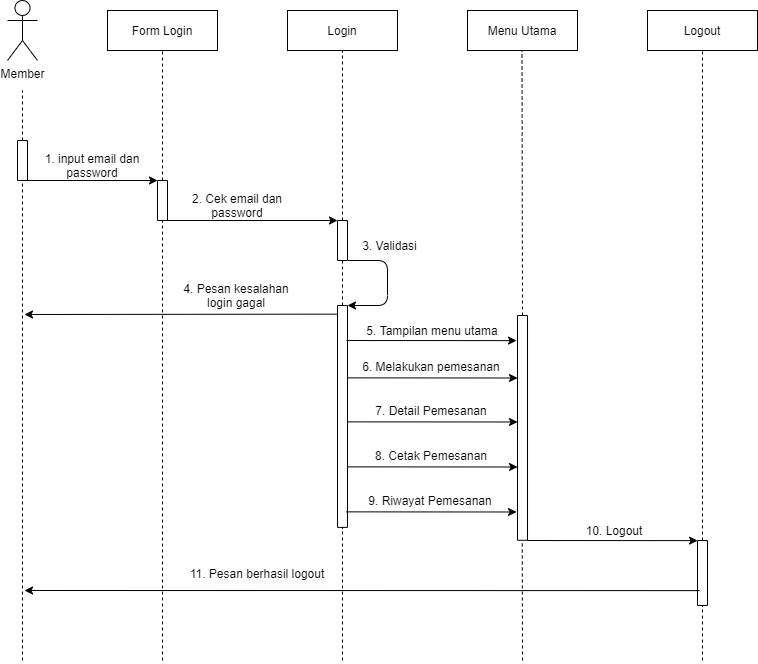 Member
Form Login
Login
Menu Utama
Logout
1. input email dan
password
2. Cek email dan
password
3. Validasi
4. Pesan kesalahan
login gagal
5. Tampilan menu utama
6. Melakukan pemesanan
7. Detail Pemesanan
8. Cetak Pemesanan
9. Riwayat Pemesanan
10. Logout
11. Pesan berhasil logout